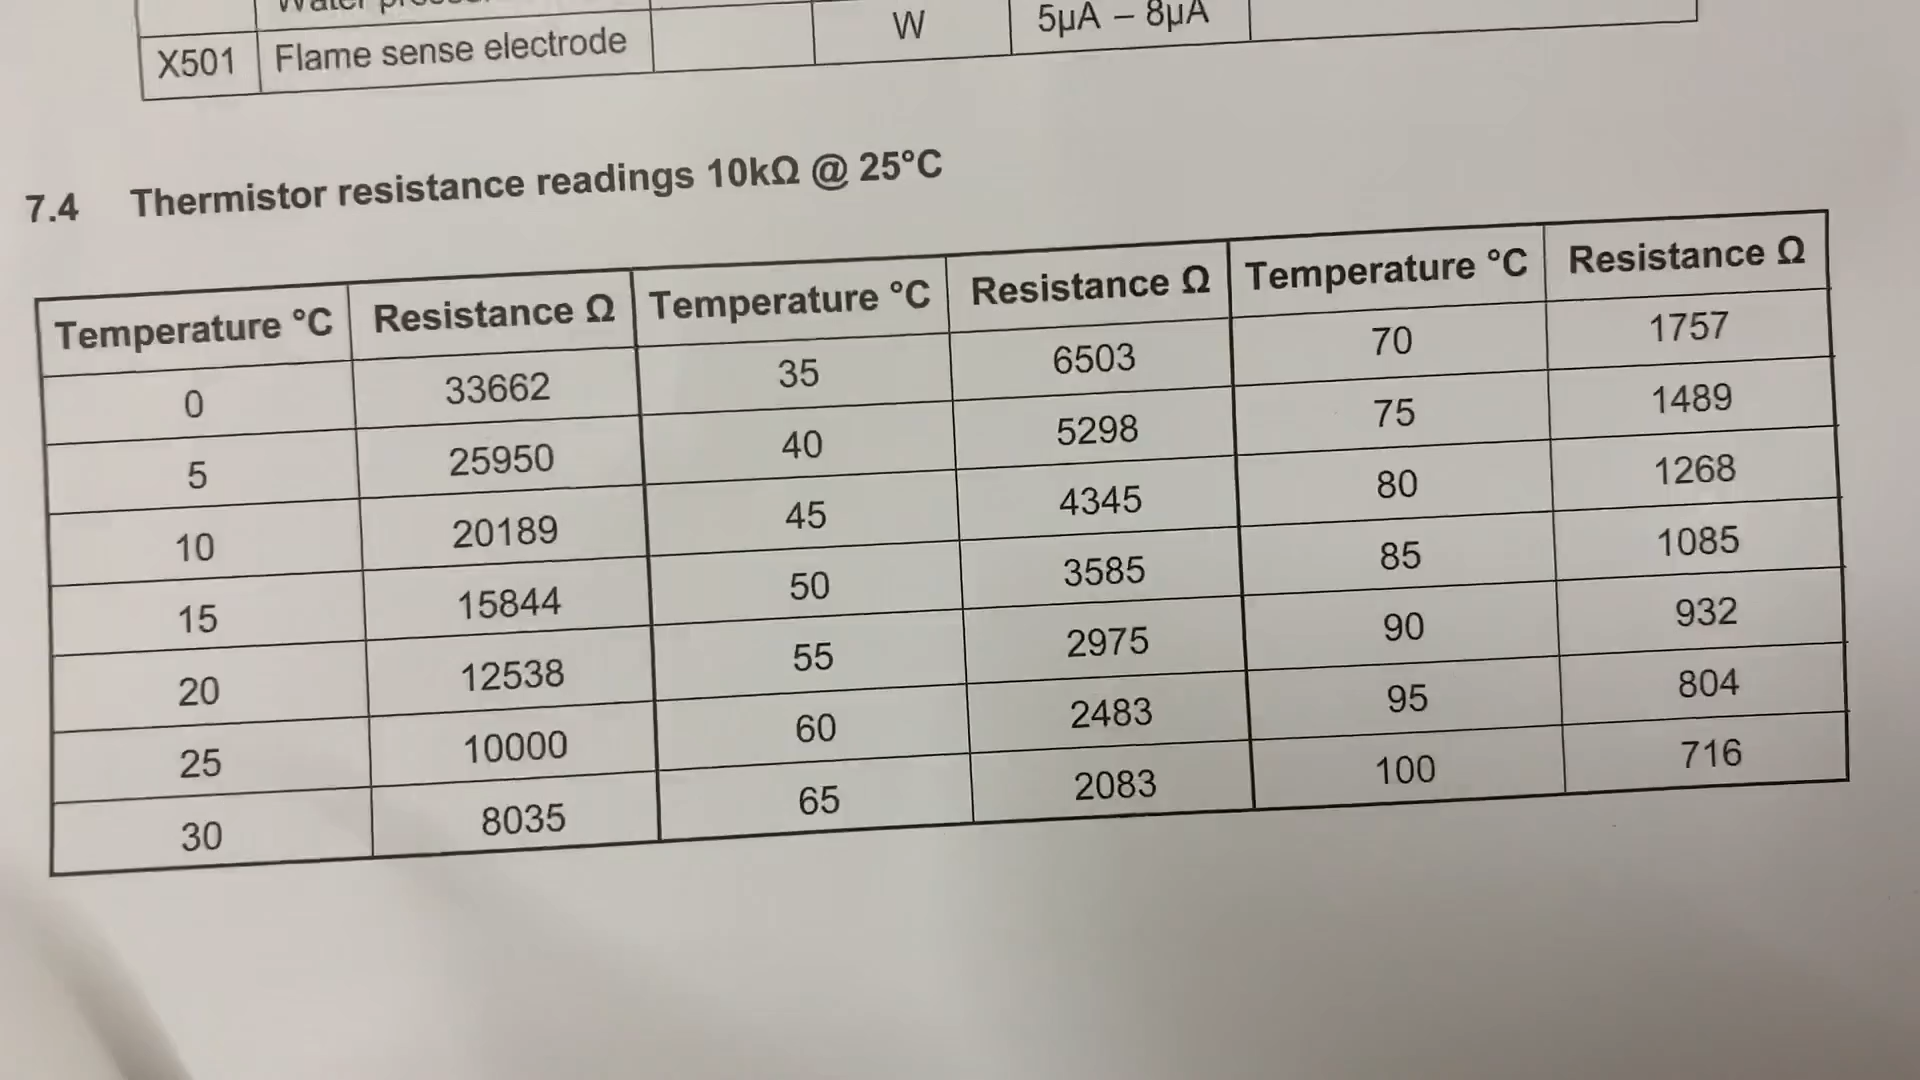 Water
X501 Flame sense electrode W 5µA – 8µA
7.4 Thermistor resistance readings 10kΩ @ 25°C
Temperature °C Resistance Ω Temperature °C Resistance Ω Temperature °C Resistance Ω
0 33662 35 6503 70 1757
5 25950 40 5298 75 1489
10 20189 45 4345 80 1268
15 15844 50 3585 85 1085
20 12538 55 2975 90 932
25 10000 60 2483 95 804
30 8035 65 2083 100 716